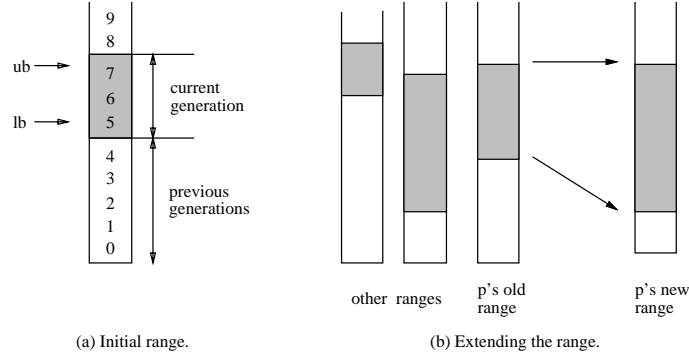 9
8
ub
7
6
lb
5
current
generation
4
3
2
1
0
previous
generations
(a) Initial range.
other ranges
p's old
range
p's new
range
(b) Extending the range.